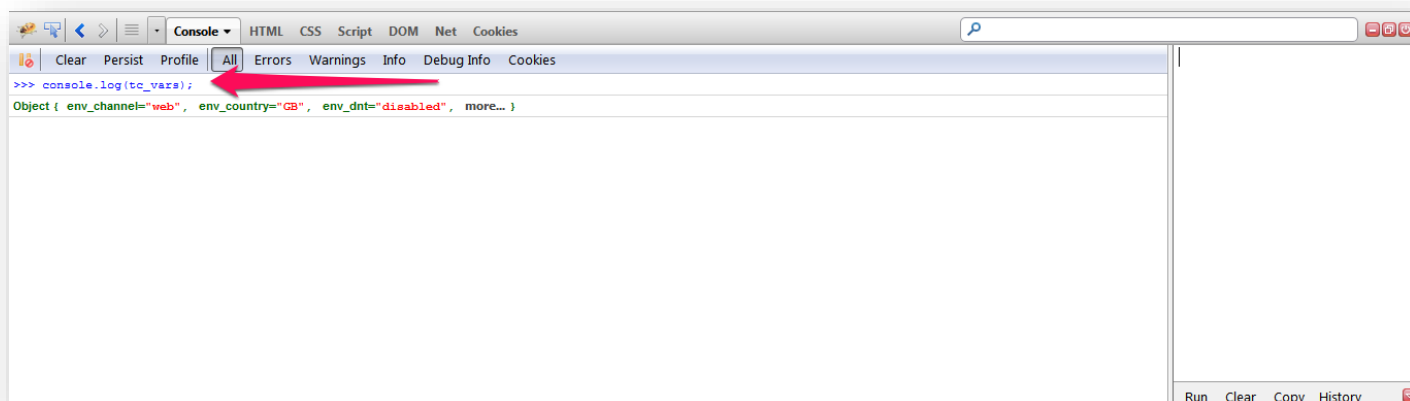 Console HTML CSS Script DOM Net Cookies
Clear Persist Profile All Errors Warnings Info Debug Info Cookies
>>> console.log(tc_vars);
Object { env_channel="web", env_country="GB", env_dnt="disabled", more... }
Run Clear Copy History